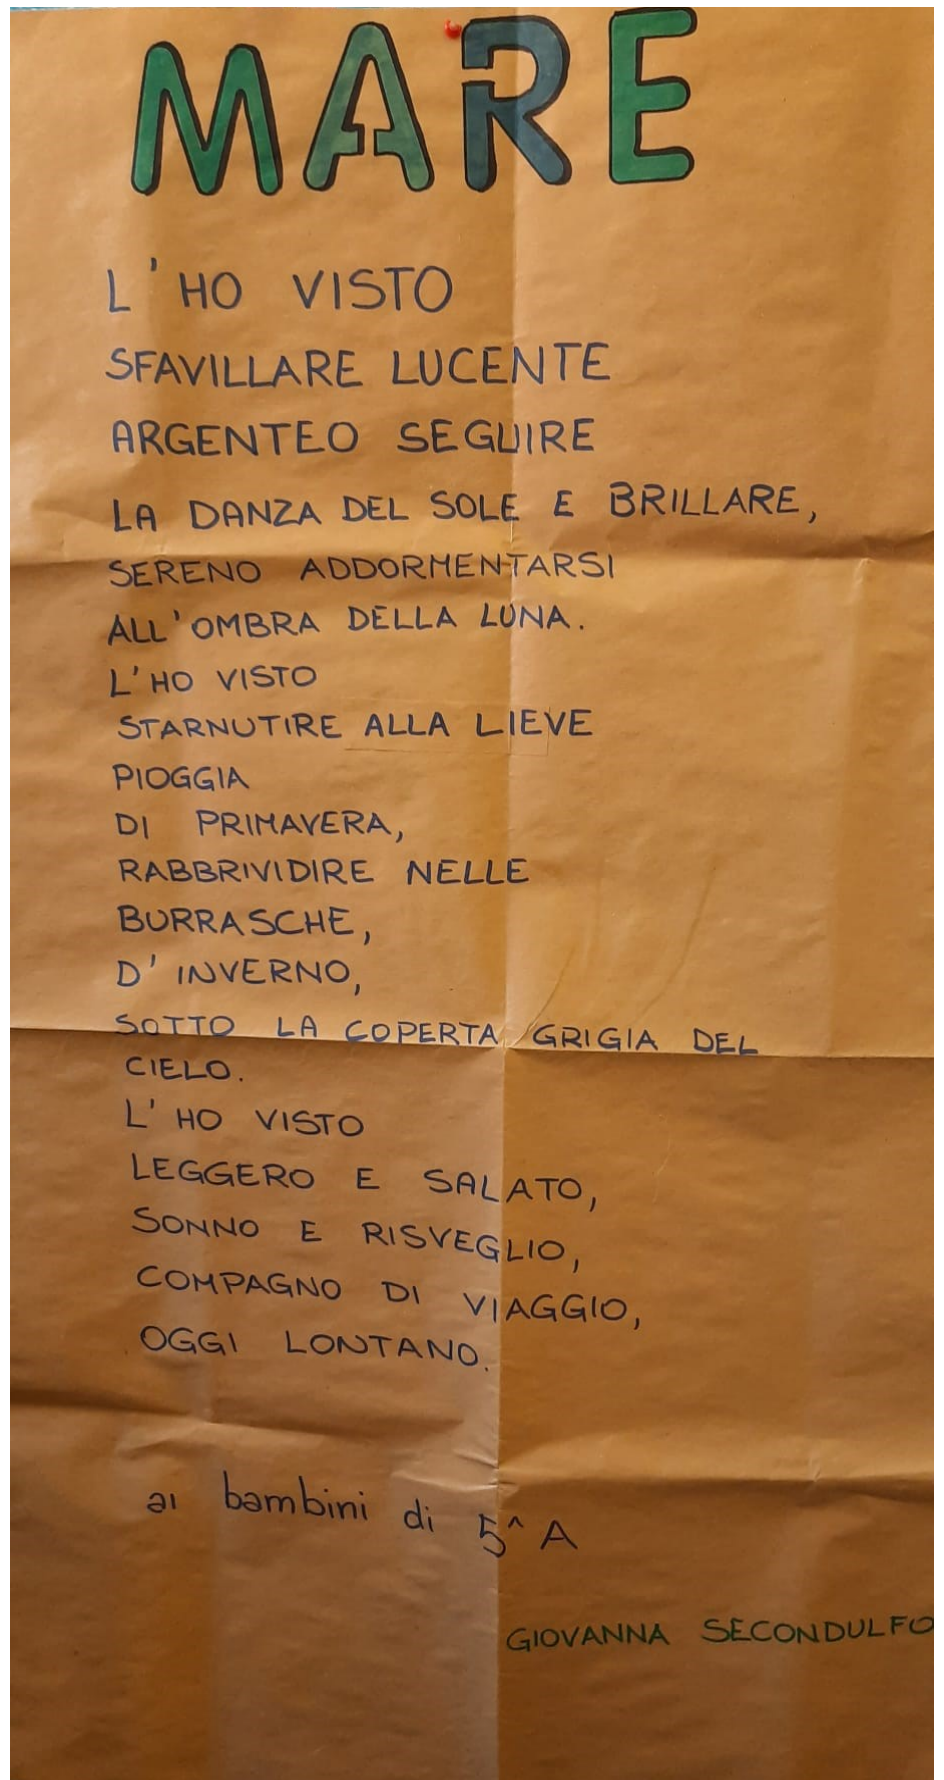 MARE
L'HO VISTO
SFAVILLARE LUCENTE
ARGENTEO SEGUIRE
LA DANZA DEL SOLE E BRILLARE,
SERENO ADDORMENTARSI
ALL'OMBRA DELLA LUNA.
L'HO VISTO
STARNUTIRE ALLA LIEVE
PIOGGIA
DI PRIMAVERA,
RABBRIVIDIRE NELLE
BURRASCHE,
D'INVERNO,
SOTTO LA COPERTA GRIGIA DEL
CIELO.
L'HO VISTO
LEGGERO E SALATO,
SONNO E RISVEGLIO,
COMPAGNO DI VIAGGIO,
OGGI LONTANO.
ai bambini di 5^A
GIOVANNA SECONDULFO